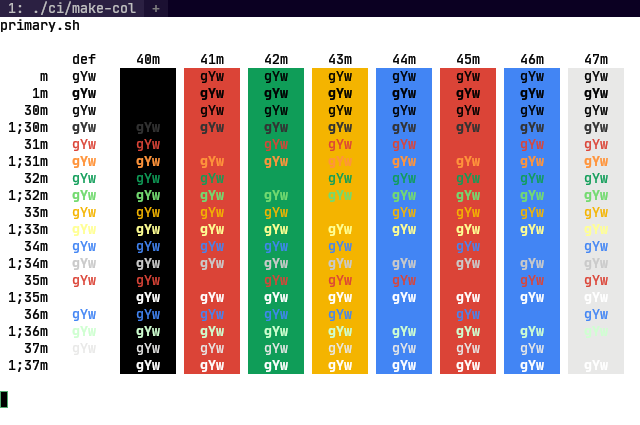 1: ./ci/make-col +
primary.sh
def 40m 41m 42m 43m 44m 45m 46m 47m
m gYw gYw gYw gYw gYw gYw gYw gYw
1m gYw gYw gYw gYw gYw gYw gYw gYw
30m gYw gYw gYw gYw gYw gYw gYw gYw
1;30m gYw gYw gYw gYw gYw gYw gYw gYw gYw
31m gYw gYw gYw gYw gYw gYw gYw
1;31m gYw gYw gYw gYw gYw gYw gYw gYw gYw
32m gYw gYw gYw gYw gYw gYw gYw gYw
1;32m gYw gYw gYw gYw gYw gYw gYw gYw gYw
33m gYw gYw gYw gYw gYw gYw gYw gYw
1;33m gYw gYw gYw gYw gYw gYw gYw gYw gYw
34m gYw gYw gYw gYw gYw gYw gYw
1;34m gYw gYw gYw gYw gYw gYw gYw gYw gYw
35m gYw gYw gYw gYw gYw gYw gYw
1;35m gYw gYw gYw gYw gYw gYw gYw gYw
36m gYw gYw gYw gYw gYw gYw gYw
1;36m gYw gYw gYw gYw gYw gYw gYw gYw gYw
37m gYw gYw gYw gYw gYw gYw gYw gYw
1;37m gYw gYw gYw gYw gYw gYw gYw gYw